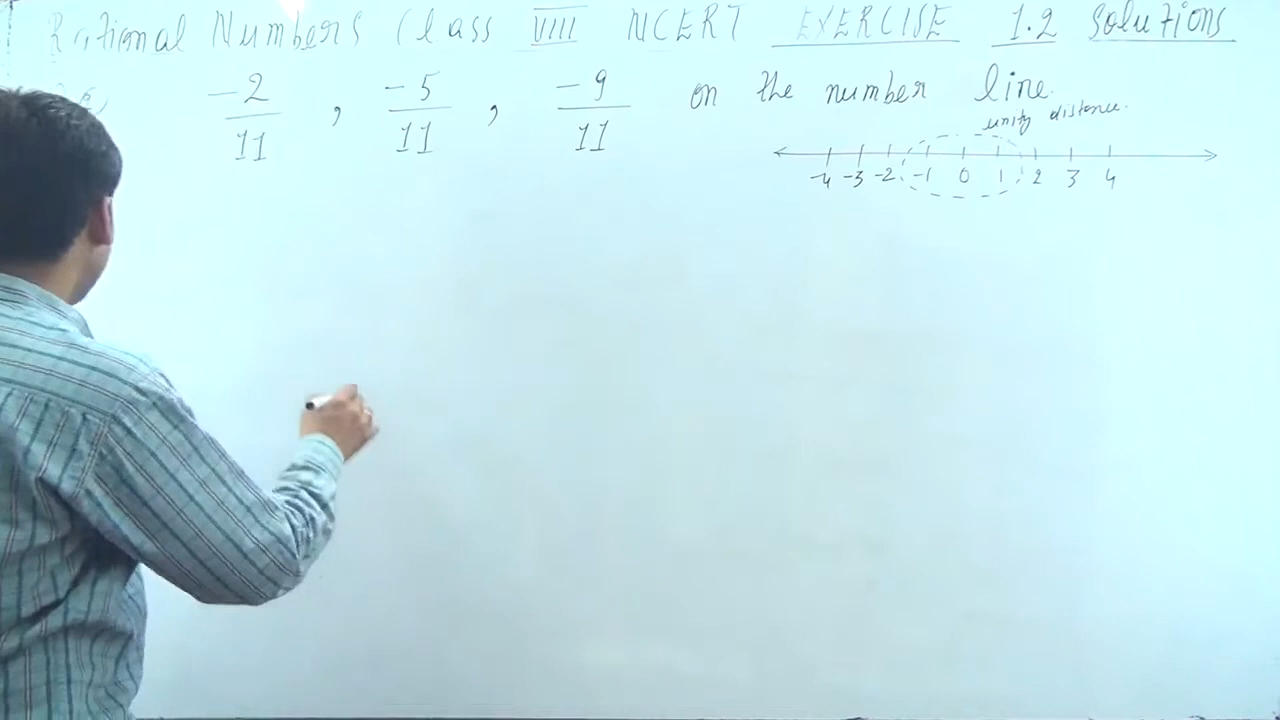 Rational Numbers Class VIII NCERT EXERCISE 1.2 Solutions
-2/11 , -5/11 , -9/11 on the number line.
unity distance.
-4 -3 -2 -1 0 1 2 3 4